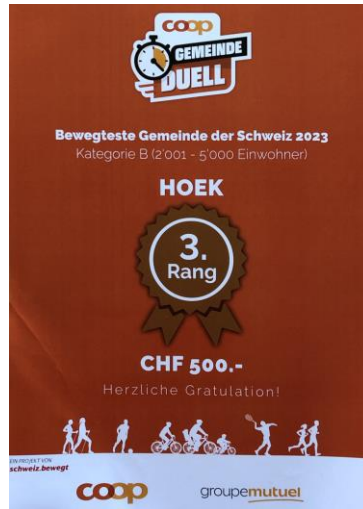 coop
GEMEINDE
DUELL
Bewegteste Gemeinde der Schweiz 2023
Kategorie B (2'001 - 5'000 Einwohner)
HOEK
3.
Rang
CHF 500.-
Herzliche Gratulation!
EIN PROJEKT VON
schweiz.bewegt
coop
groupemutuel